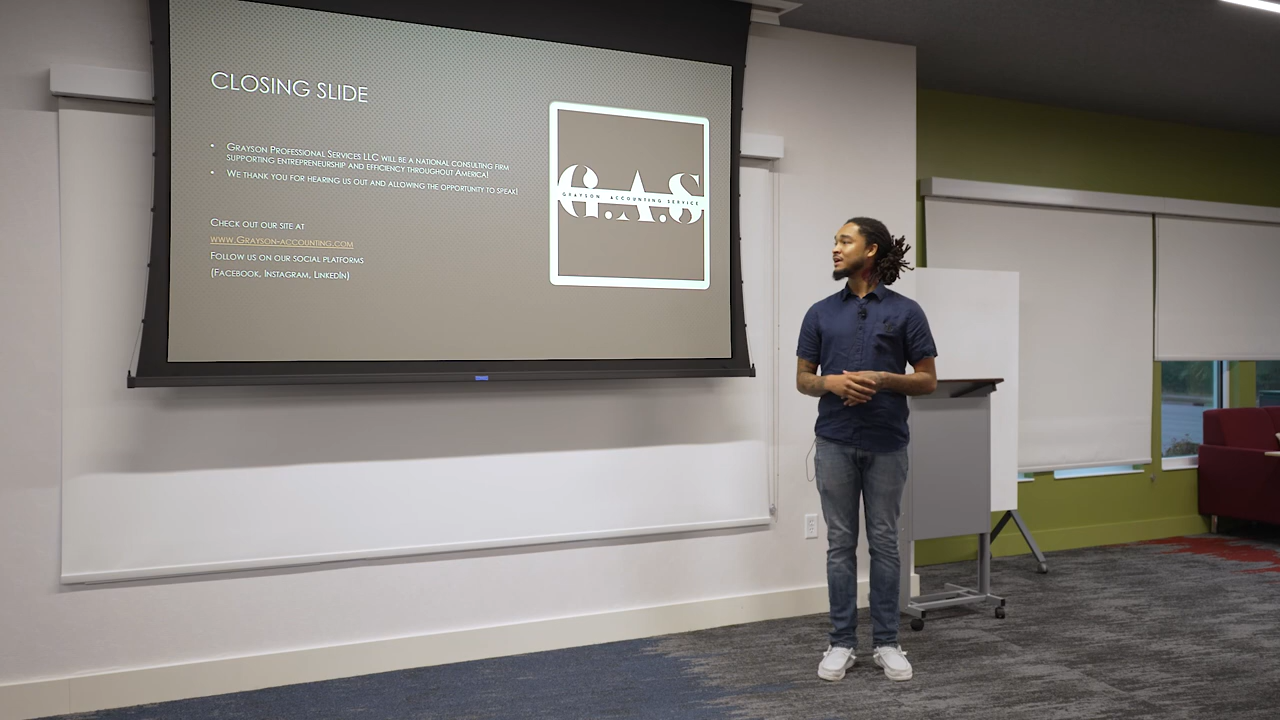 CLOSING SLIDE
• GRAYSON PROFESSIONAL SERVICES LLC WILL BE A NATIONAL CONSULTING FIRM
SUPPORTING ENTREPRENEURSHIP AND EFFICIENCY THROUGHOUT AMERICA!
• WE THANK YOU FOR HEARING US OUT AND ALLOWING THE OPPORTUNITY TO SPEAK!
CHECK OUT OUR SITE AT
WWW.GRAYSON-ACCOUNTING.COM
FOLLOW US ON OUR SOCIAL PLATFORMS
(FACEBOOK, INSTAGRAM, LINKEDIN)
G.A.S
GRAYSON ACCOUNTING SERVICE